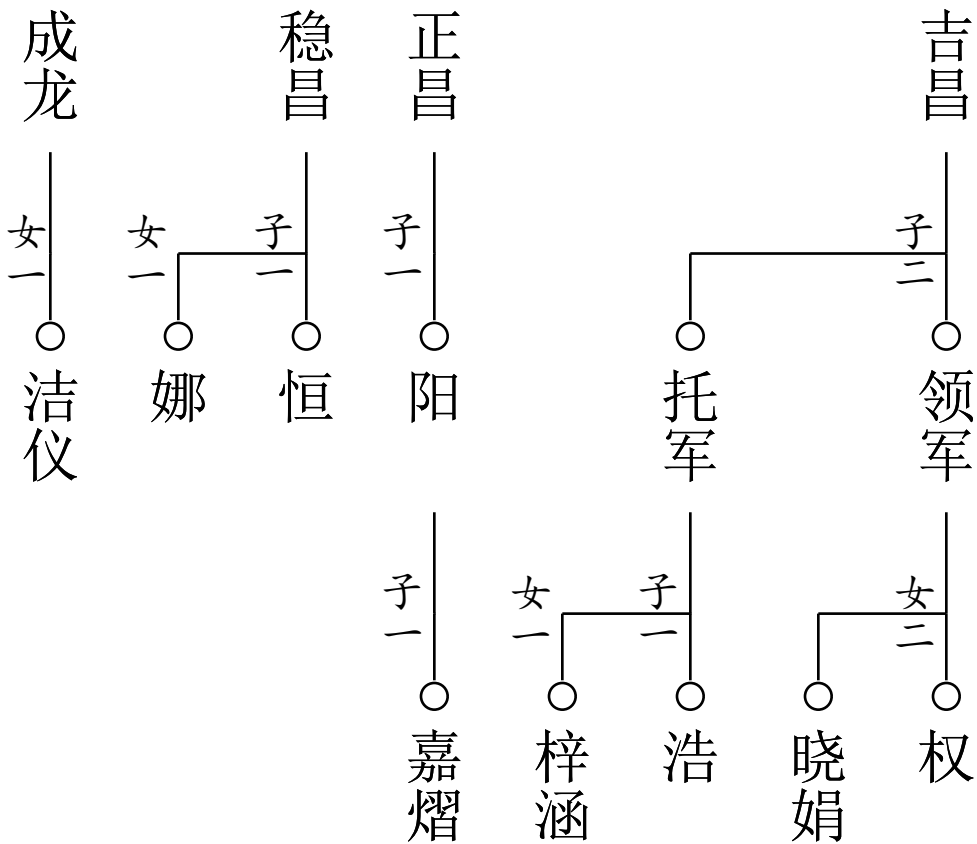 吉昌
正昌
稳昌
成龙
子二
子一
子一
女一
女一
领军
托军
阳
恒
娜
洁仪
女二
子一
女一
子一
权
晓娟
浩
梓涵
嘉熠